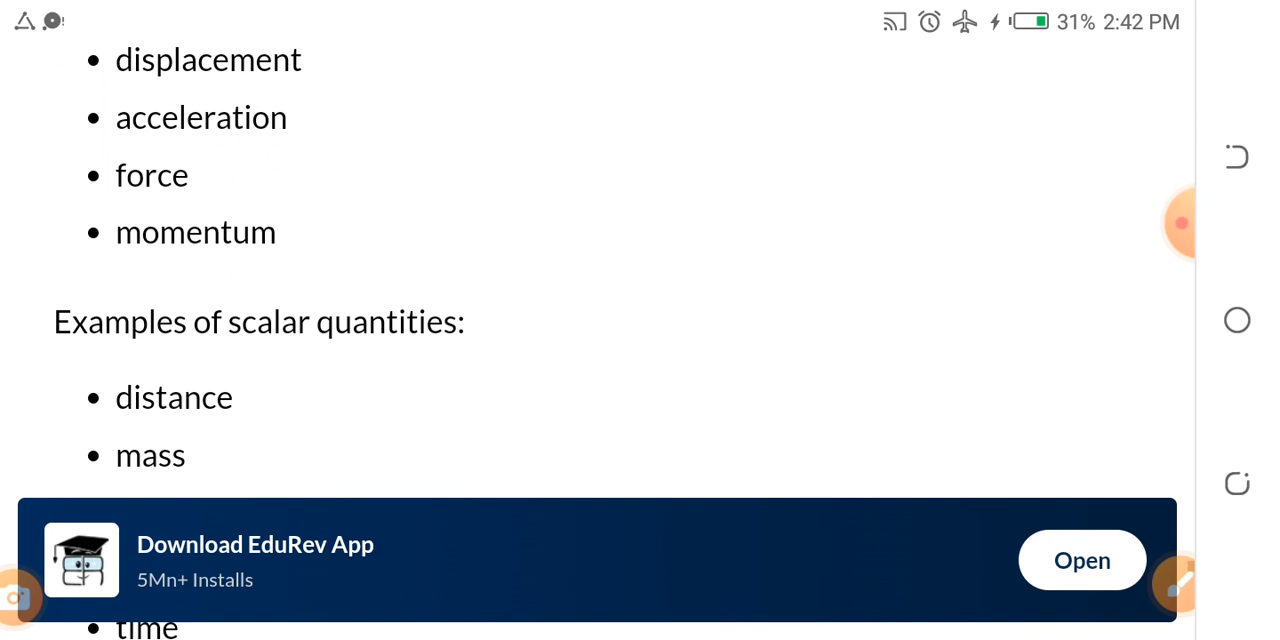 31% 2:42 PM
displacement
acceleration
force
momentum
Examples of scalar quantities:
distance
mass
Download EduRev App
5Mn+ Installs
Open
time